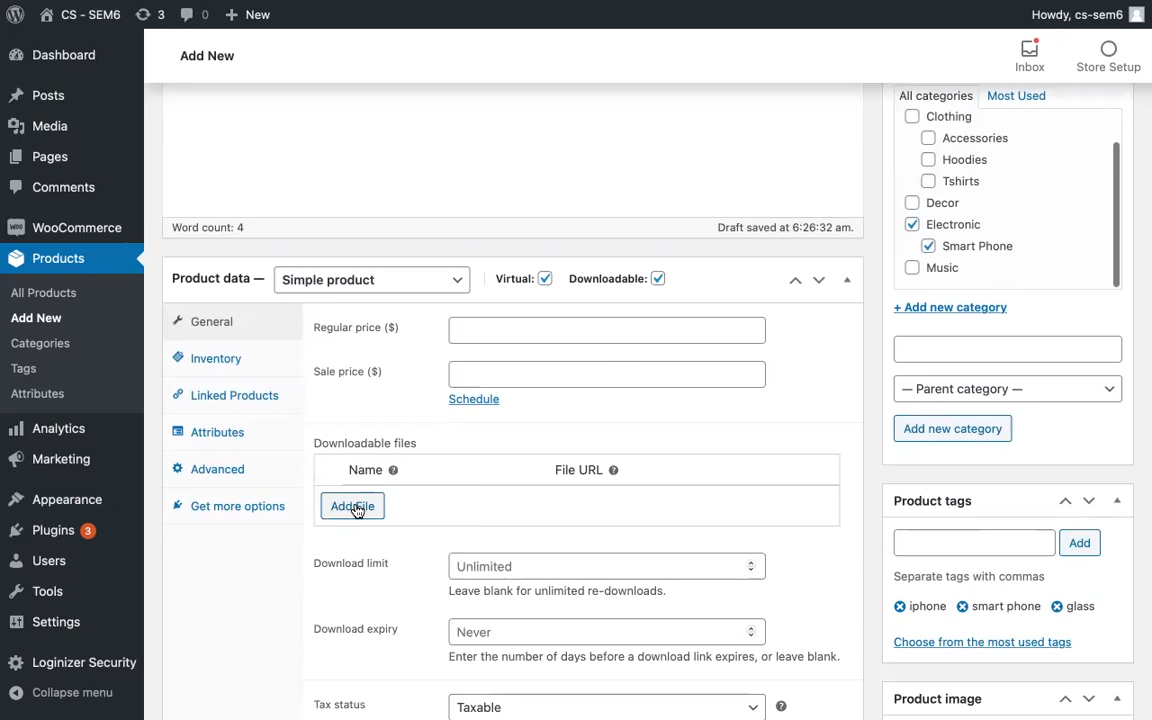 CS - SEM6 3 0 New Howdy, cs-sem6
Add New
Inbox
Store Setup
Dashboard
Posts
Media
Pages
Comments
WooCommerce
Products
All Products
Add New
Categories
Tags
Attributes
Analytics
Marketing
Appearance
Plugins 3
Users
Tools
Settings
Loginizer Security
Collapse menu
Word count: 4 Draft saved at 6:26:32 am.
Product data — Simple product Virtual: Downloadable:
General
Inventory
Linked Products
Attributes
Advanced
Get more options
Regular price ($)
Sale price ($)
Schedule
Downloadable files
Name ? File URL ?
Add File
Download limit Unlimited
Leave blank for unlimited re-downloads.
Download expiry Never
Enter the number of days before a download link expires, or leave blank.
Tax status Taxable ?
All categories Most Used
Clothing
Accessories
Hoodies
Tshirts
Decor
Electronic
Smart Phone
Music
+ Add new category
— Parent category —
Add new category
Product tags
Add
Separate tags with commas
iphone smart phone glass
Choose from the most used tags
Product image